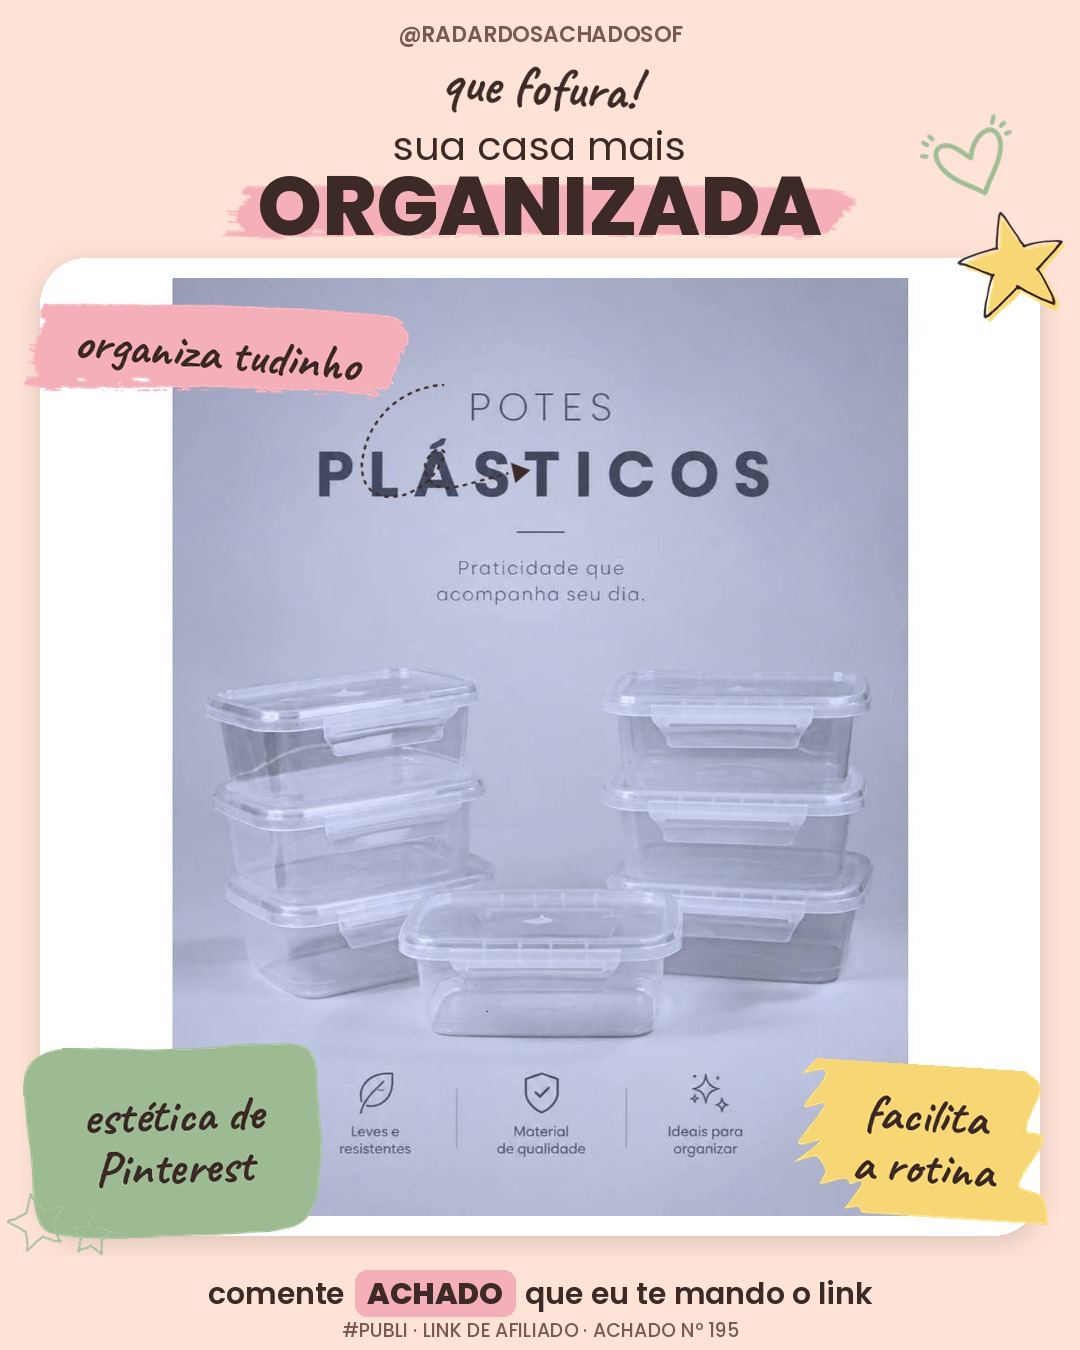 @RADARDOSACHADOSOF
que fofura!
sua casa mais
ORGANIZADA
organiza tudinho
POTES
PLÁSTICOS
Praticidade que
acompanha seu dia.
estética de
Pinterest
Leves e
resistentes
Material
de qualidade
Ideais para
organizar
facilita
a rotina
comente ACHADO que eu te mando o link
#PUBLI · LINK DE AFILIADO · ACHADO Nº 195